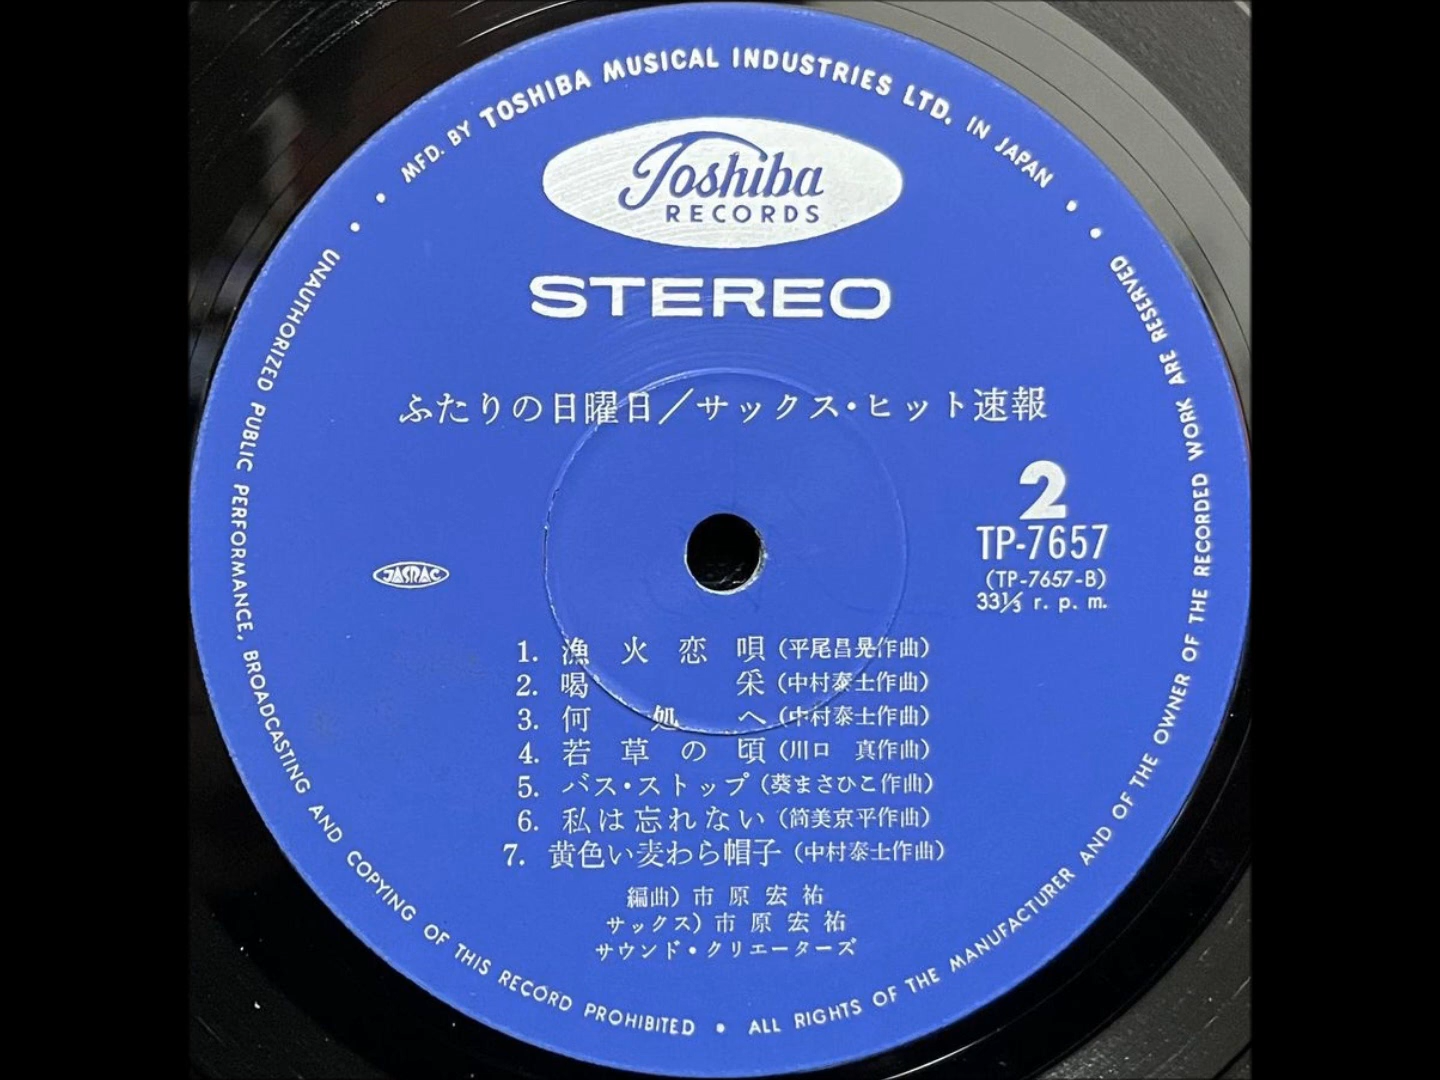 MFD. BY TOSHIBA MUSICAL INDUSTRIES LTD. IN JAPAN
Toshiba
RECORDS
STEREO
ふたりの日曜日／サックス・ヒット速報
2
TP-7657
(TP-7657-B)
33⅓ r. p. m.
JASRAC
1. 漁火恋唄(平尾昌晃作曲)
2. 喝采(中村泰士作曲)
3. 何処へ(中村泰士作曲)
4. 若草の頃(川口 真作曲)
5. バス・ストップ(葵まさひこ作曲)
6. 私は忘れない(筒美京平作曲)
7. 黄色い麦わら帽子(中村泰士作曲)
編曲) 市原宏祐
サックス) 市原宏祐
サウンド・クリエーターズ
UNAUTHORIZED PUBLIC PERFORMANCE, BROADCASTING AND COPYING OF THIS RECORD PROHIBITED • ALL RIGHTS OF THE MANUFACTURER AND OF THE OWNER OF THE RECORDED WORK ARE RESERVED